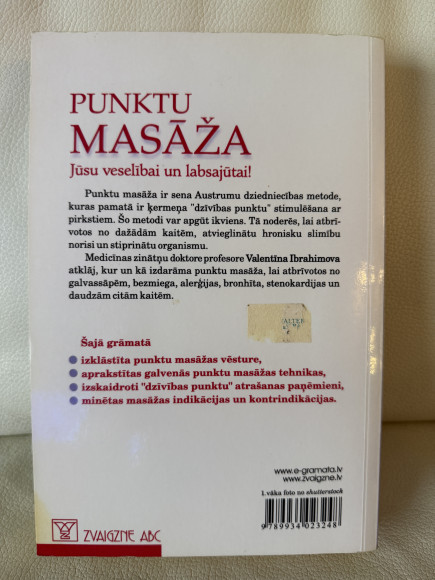 PUNKTU
MASĀŽA
Jūsu veselībai un labsajūtai!
Punktu masāža ir sena Austrumu dziedniecības metode,
kuras pamatā ir ķermeņa "dzīvības punktu" stimulēšana ar
pirkstiem. Šo metodi var apgūt ikviens. Tā noderēs, lai atbrī-
votos no dažādām kaitēm, atvieglinātu hronisku slimību
norisi un stiprinātu organismu.
Medicīnas zinātņu doktore profesore Valentīna Ibrahimova
atklāj, kur un kā izdarāma punktu masāža, lai atbrīvotos no
galvassāpēm, bezmiega, alerģijas, bronhīta, stenokardijas un
daudzām citām kaitēm.
Šajā grāmatā
izklāstīta punktu masāžas vēsture,
aprakstītas galvenās punktu masāžas tehnikas,
izskaidroti "dzīvības punktu" atrašanas paņēmieni,
minētas masāžas indikācijas un kontrindikācijas.
www.e-gramata.lv
www.zvaigzne.lv
1. vāka foto no shutterstock
9 789934 023248
ZVAIGZNE ABC